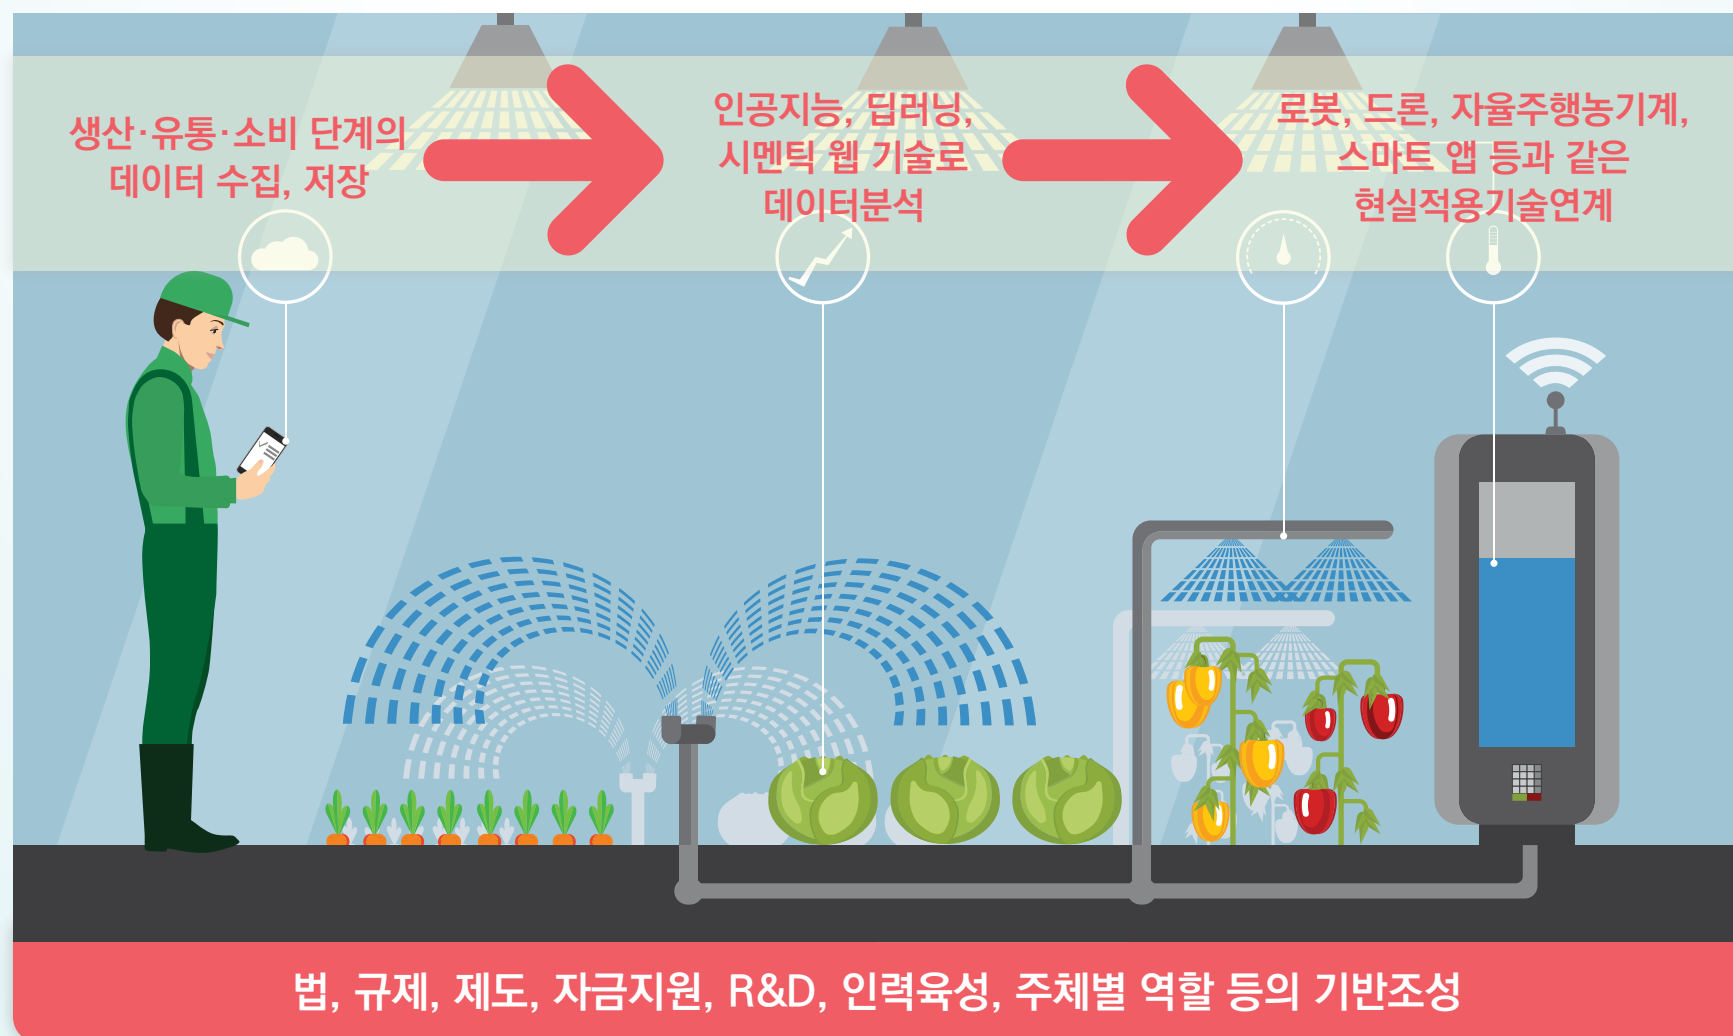 생산·유통·소비 단계의
데이터 수집, 저장
인공지능, 딥러닝,
시멘틱 웹 기술로
데이터분석
로봇, 드론, 자율주행농기계,
스마트 앱 등과 같은
현실적용기술연계
법, 규제, 제도, 자금지원, R&D, 인력육성, 주체별 역할 등의 기반조성